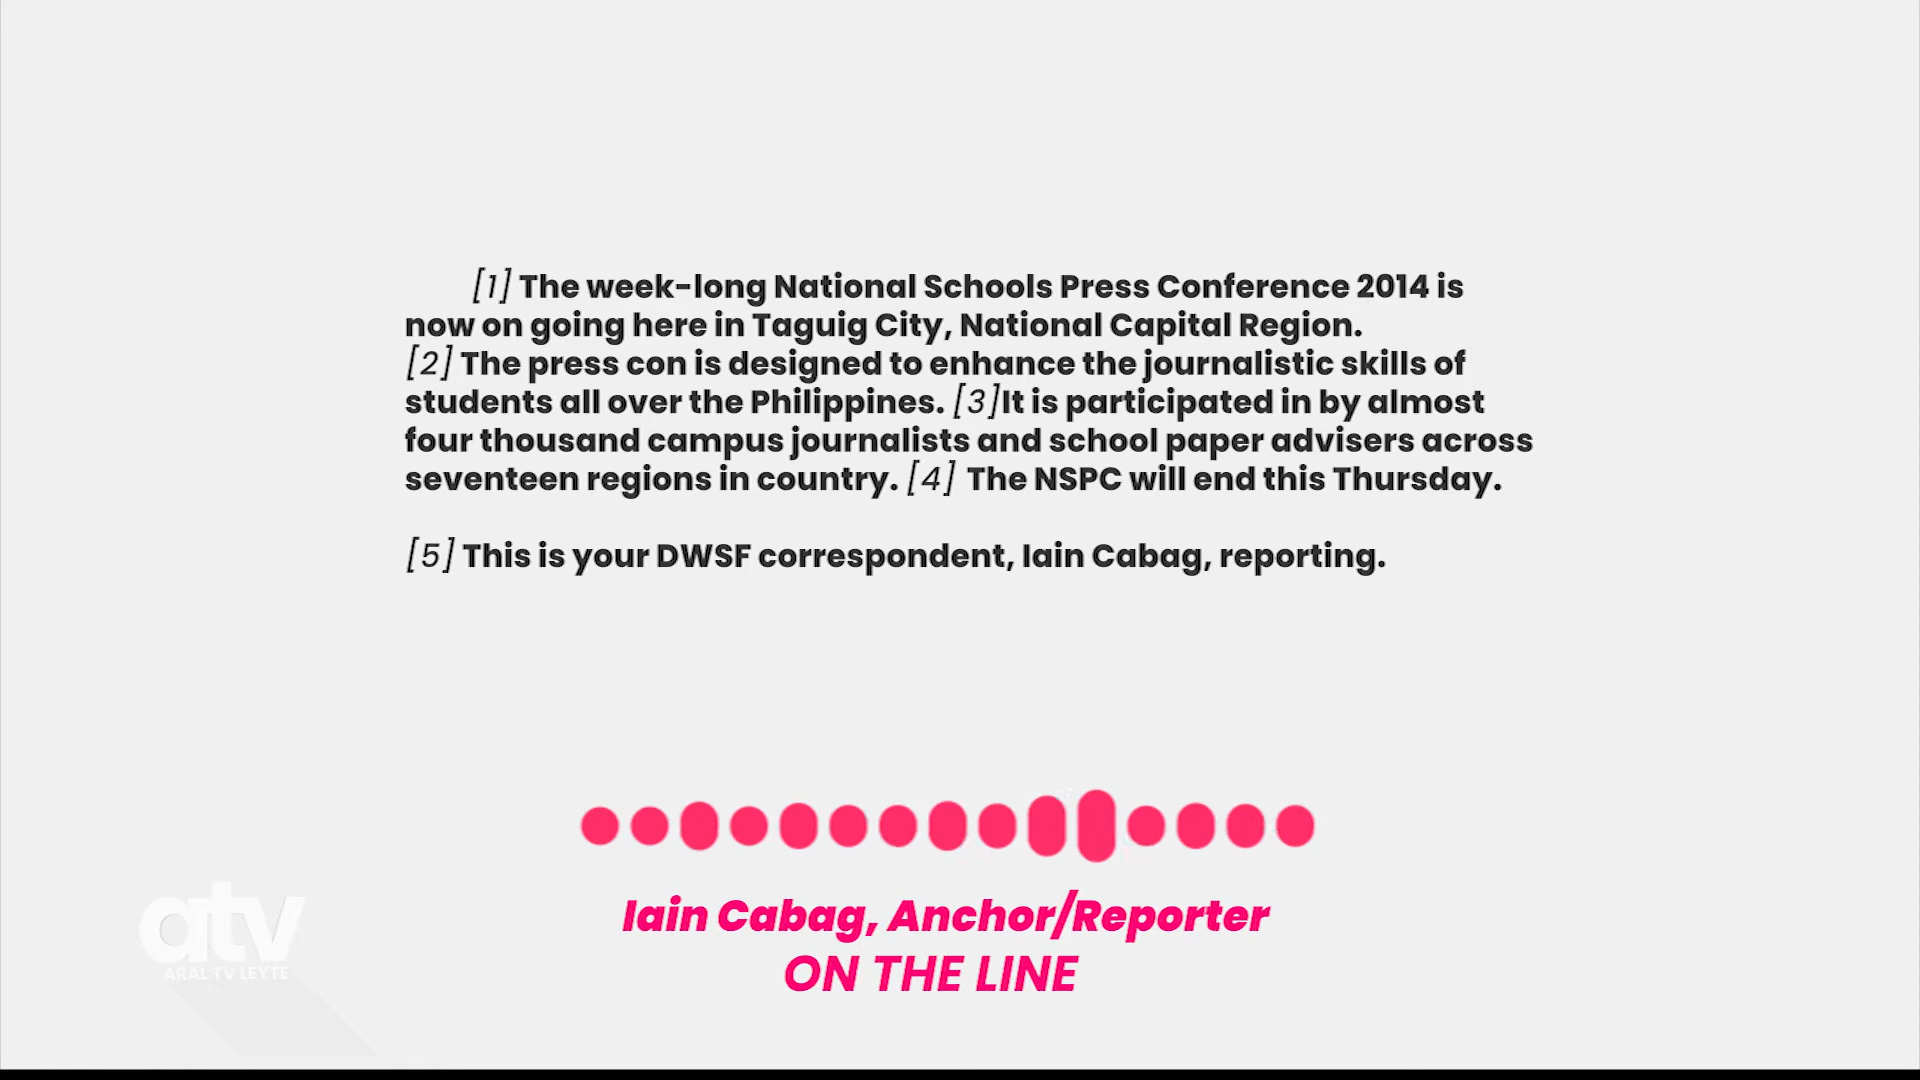 [1] The week-long National Schools Press Conference 2014 is
now on going here in Taguig City, National Capital Region.
[2] The press con is designed to enhance the journalistic skills of
students all over the Philippines. [3]It is participated in by almost
four thousand campus journalists and school paper advisers across
seventeen regions in country. [4] The NSPC will end this Thursday.
[5] This is your DWSF correspondent, Iain Cabag, reporting.
Iain Cabag, Anchor/Reporter
ON THE LINE
atv
ARAL TV LEYTE